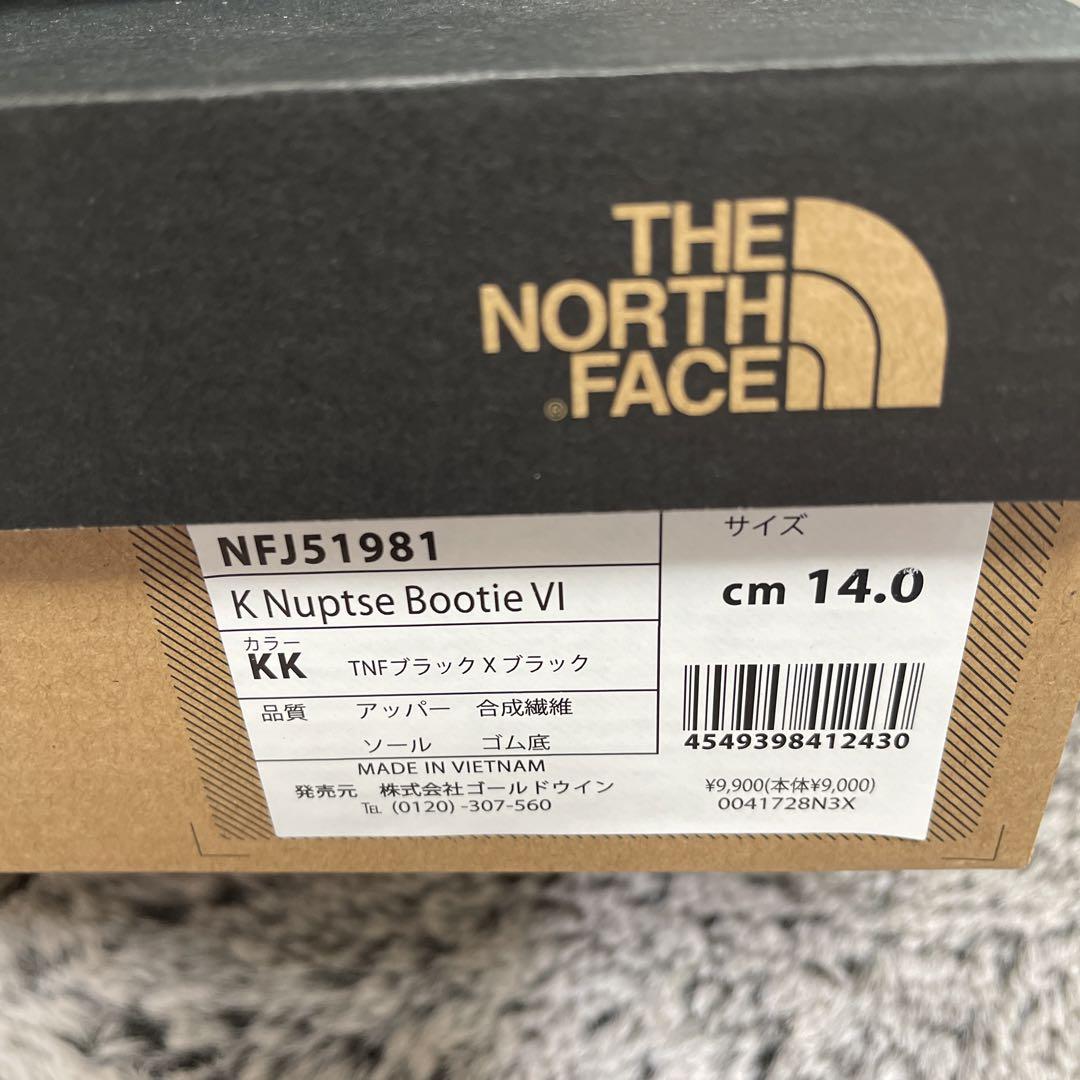 THE
NORTH
FACE
®
NFJ51981
K Nuptse Bootie VI
カラー
KK TNFブラック X ブラック
品質 アッパー 合成繊維
ソール ゴム底
MADE IN VIETNAM
発売元 株式会社ゴールドウイン
TEL (0120) -307-560
サイズ
cm 14.0
4549398412430
¥9,900(本体¥9,000)
0041728N3X